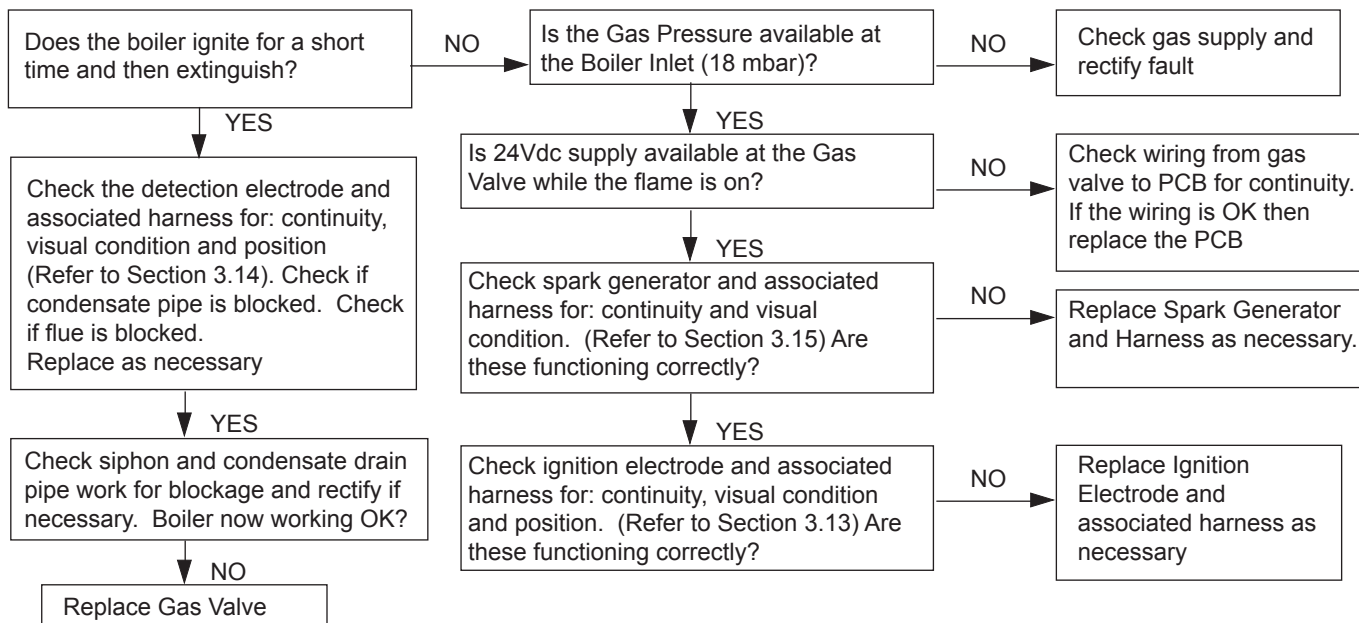 Does the boiler ignite for a short
time and then extinguish?
NO
Is the Gas Pressure available at
the Boiler Inlet (18 mbar)?
NO
Check gas supply and
rectify fault
YES
YES
Check the detection electrode and
associated harness for: continuity,
visual condition and position
(Refer to Section 3.14). Check if
condensate pipe is blocked.  Check
if flue is blocked.
Replace as necessary
Is 24Vdc supply available at the Gas
Valve while the flame is on?
NO
Check wiring from gas
valve to PCB for continuity.
If the wiring is OK then
replace the PCB
YES
Check spark generator and associated
harness for: continuity and visual
condition.  (Refer to Section 3.15) Are
these functioning correctly?
NO
Replace Spark Generator
and Harness as necessary.
YES
YES
Check siphon and condensate drain
pipe work for blockage and rectify if
necessary.  Boiler now working OK?
Check ignition electrode and associated
harness for: continuity, visual condition
and position.  (Refer to Section 3.13) Are
these functioning correctly?
NO
Replace Ignition
Electrode and
associated harness as
necessary
NO
Replace Gas Valve